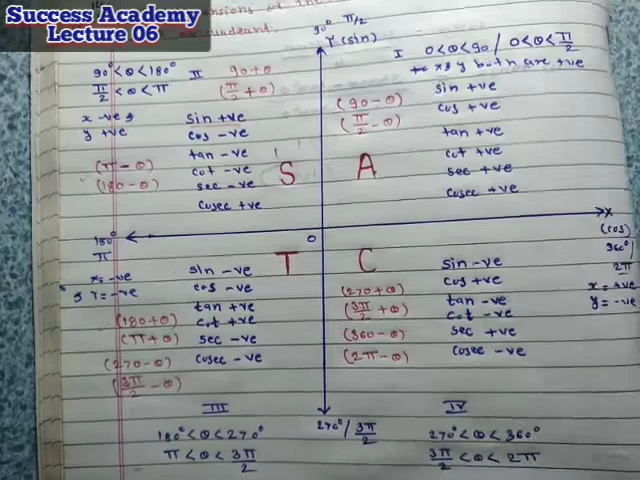 Success Academy
Lecture 06
ensions of the
quadrant.
90° π/2
Y (sin)
90° < θ < 180°
π/2 < θ < π
II
90 + θ
(π/2 + θ)
x -ve &
y +ve
sin +ve
cos -ve
tan -ve
cot -ve
sec -ve
cosec +ve
(π - θ)
(180 - θ)
S
I
0 < θ < 90 / 0 < θ < π/2
x & y both are +ve
(90 - θ)
(π/2 - θ)
sin +ve
cos +ve
tan +ve
cot +ve
sec +ve
cosec +ve
A
180°
π
O
X
(cos)
360° /
2π
x = -ve
& Y = -ve
sin -ve
cos -ve
tan +ve
cot +ve
sec -ve
cosec -ve
(180 + θ)
(π + θ)
(270 - θ)
(3π/2 - θ)
T
C
(270 + θ)
(3π/2 + θ)
(360 - θ)
(2π - θ)
sin -ve
cos +ve
tan -ve
cot -ve
sec +ve
cosec -ve
x = +ve
y = -ve
III
180° < θ < 270°
π < θ < 3π/2
270° / 3π/2
IV
270° < θ < 360°
3π/2 < θ < 2π